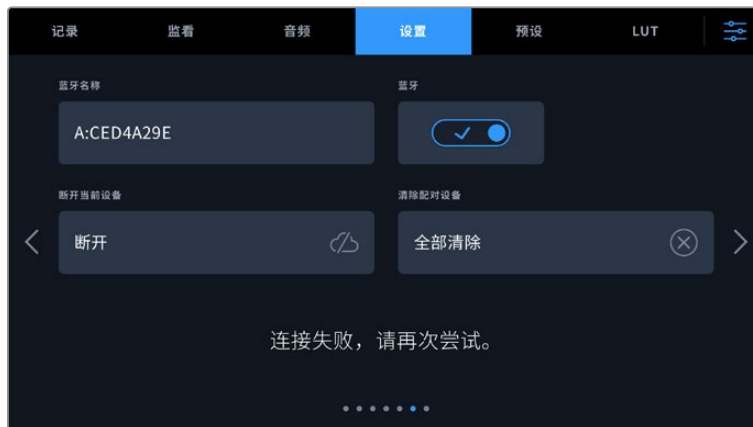 记录 监看 音频 设置 预设 LUT
蓝牙名称 蓝牙
A:CED4A29E
断开当前设备 清除配对设备
断开 全部清除
连接失败，请再次尝试。